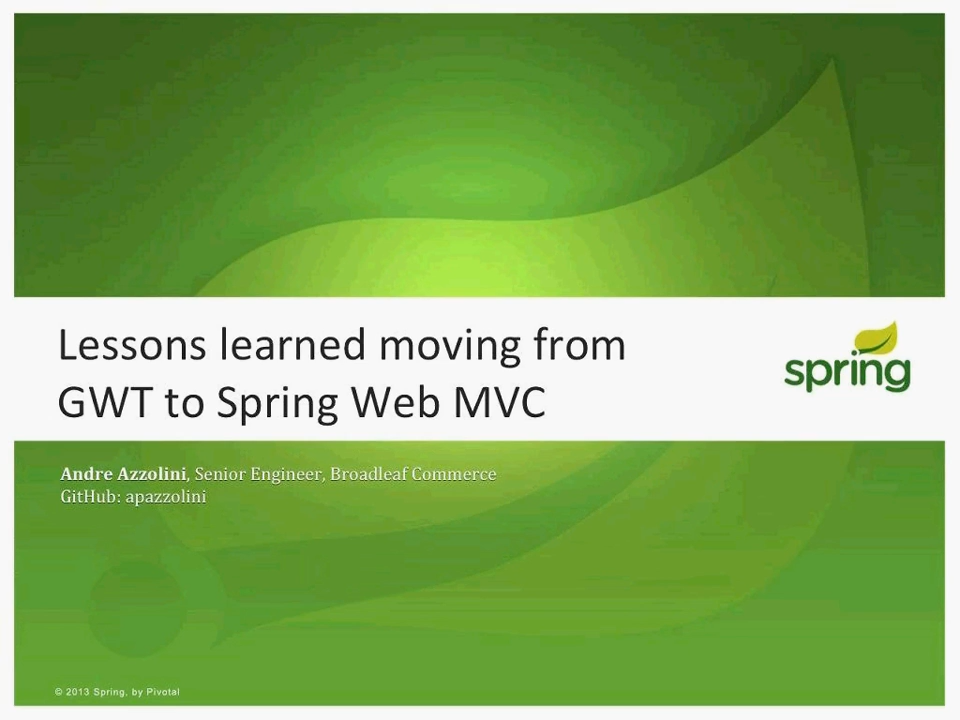 Lessons learned moving from
GWT to Spring Web MVC
spring
Andre Azzolini, Senior Engineer, Broadleaf Commerce
GitHub: apazzolini
© 2013 Spring, by Pivotal